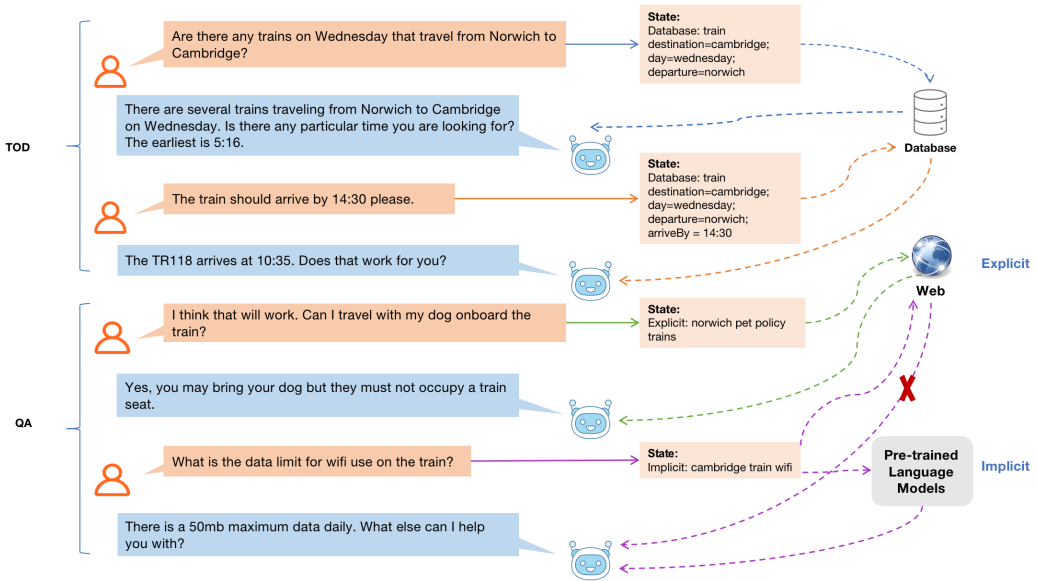 Are there any trains on Wednesday that travel from Norwich to
Cambridge?
State:
Database: train
destination=cambridge;
day=wednesday;
departure=norwich
There are several trains traveling from Norwich to Cambridge
on Wednesday. Is there any particular time you are looking for?
The earliest is 5:16.
TOD
Database
The train should arrive by 14:30 please.
State:
Database: train
destination=cambridge;
day=wednesday;
departure=norwich;
arriveBy = 14:30
The TR118 arrives at 10:35. Does that work for you?
Explicit
Web
I think that will work. Can I travel with my dog onboard the
train?
State:
Explicit: norwich pet policy
trains
Yes, you may bring your dog but they must not occupy a train
seat.
QA
What is the data limit for wifi use on the train?
State:
Implicit: cambridge train wifi
Pre-trained
Language
Models
Implicit
There is a 50mb maximum data daily. What else can I help
you with?